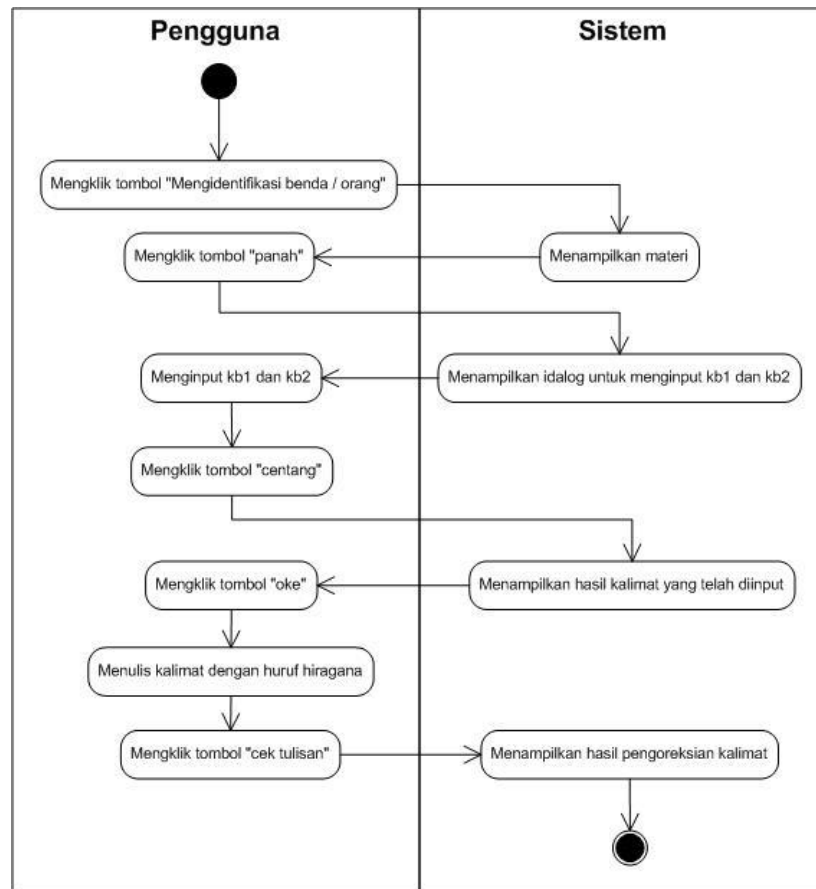 Pengguna
Sistem
Mengklik tombol "Mengidentifikasi benda / orang"
Mengklik tombol "panah"
Menampilkan materi
Menginput kb1 dan kb2
Menampilkan idalog untuk menginput kb1 dan kb2
Mengklik tombol "centang"
Mengklik tombol "oke"
Menampilkan hasil kalimat yang telah diinput
Menulis kalimat dengan huruf hiragana
Mengklik tombol "cek tulisan"
Menampilkan hasil pengoreksian kalimat